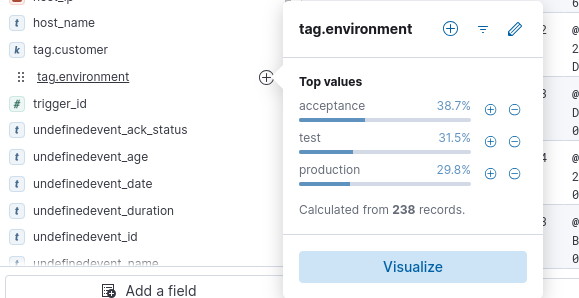 host_ip
host_name
tag.customer
tag.environment
trigger_id
undefinedevent_ack_status
undefinedevent_age
undefinedevent_date
undefinedevent_duration
undefinedevent_id
undefinedevent_name
Add a field
tag.environment
Top values
acceptance 38.7%
test 31.5%
production 29.8%
Calculated from 238 records.
Visualize